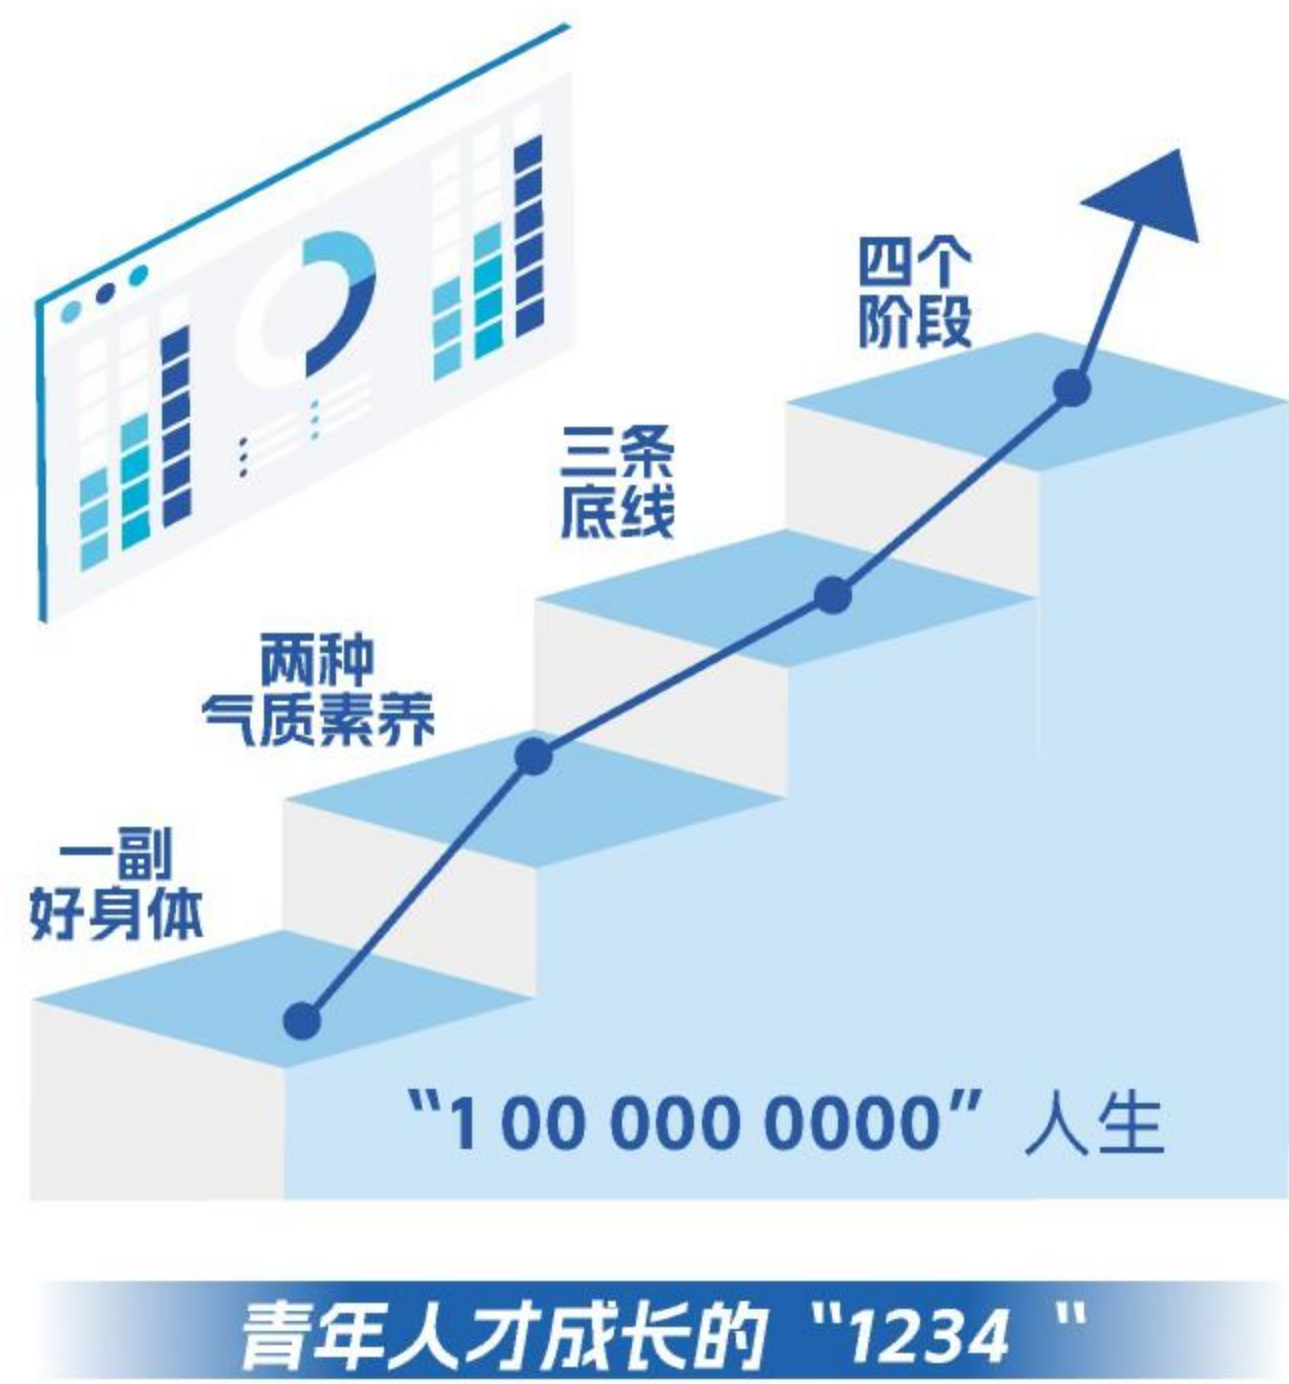 四个
阶段
三条
底线
两种
气质素养
一副
好身体
“1 00 000 0000” 人生
青年人才成长的 “1234 “